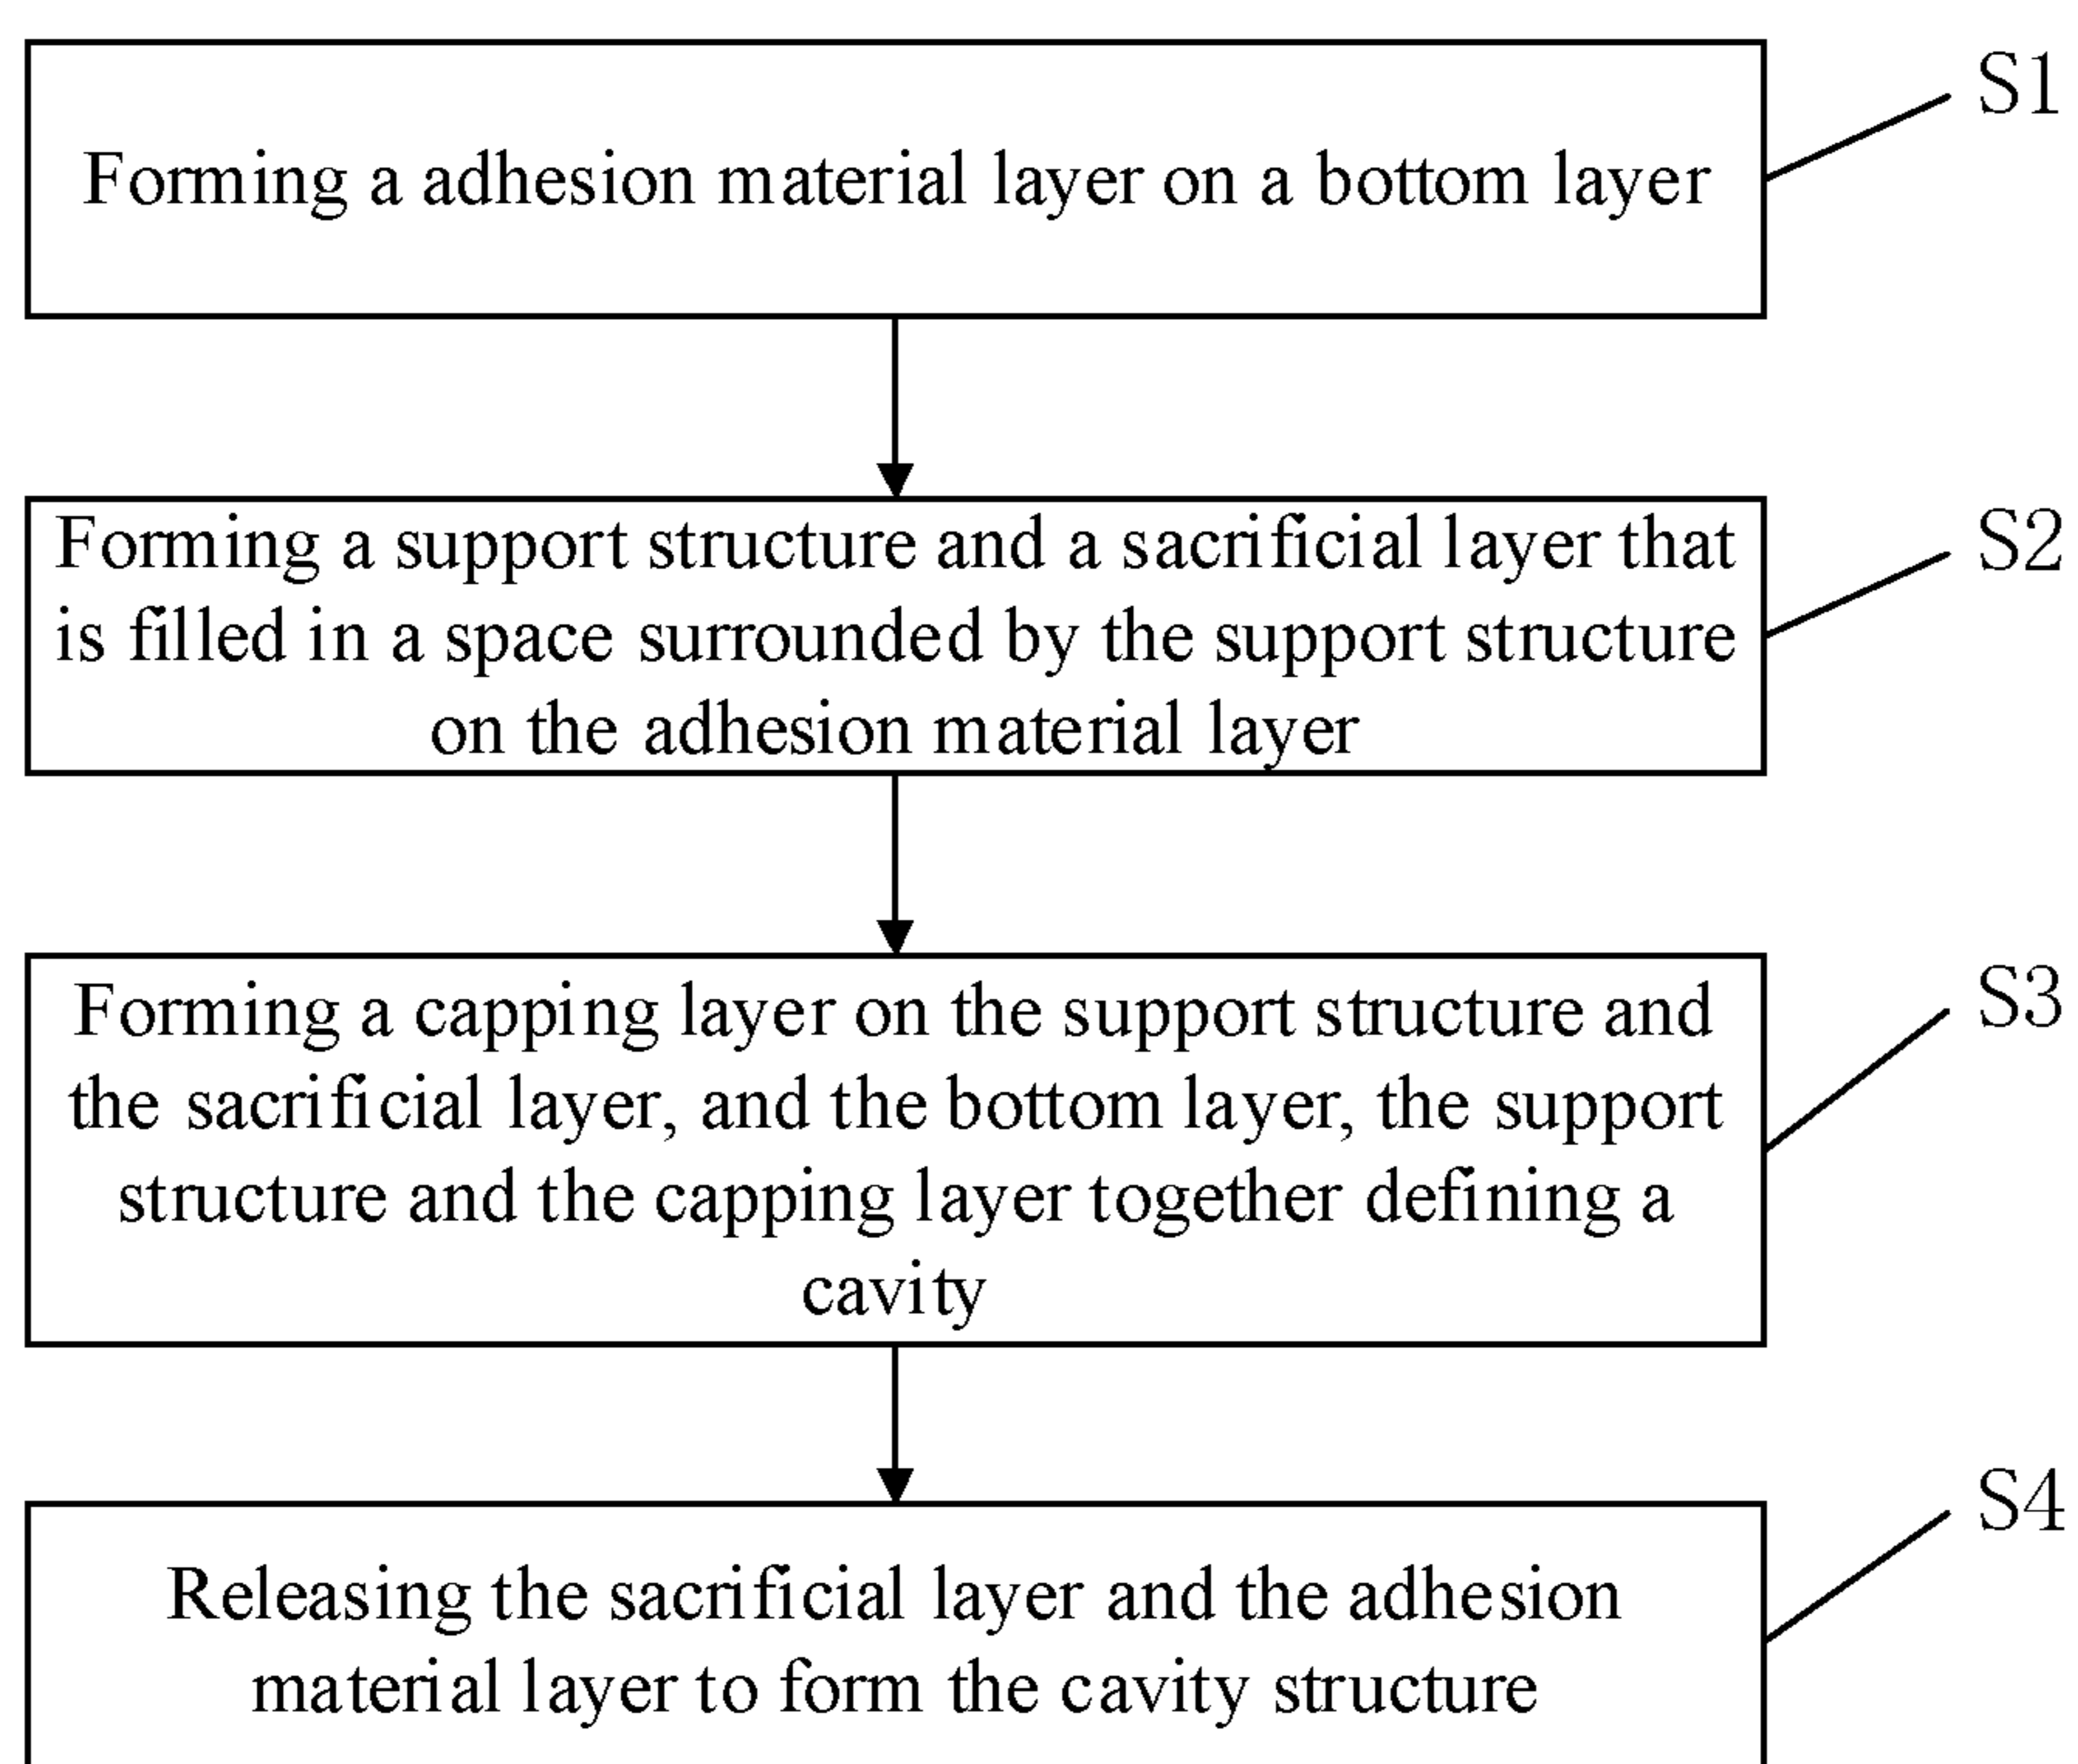 S1
Forming a adhesion material layer on a bottom layer
S2
Forming a support structure and a sacrificial layer that
is filled in a space surrounded by the support structure
on the adhesion material layer
S3
Forming a capping layer on the support structure and
the sacrificial layer, and the bottom layer, the support
structure and the capping layer together defining a
cavity
S4
Releasing the sacrificial layer and the adhesion
material layer to form the cavity structure